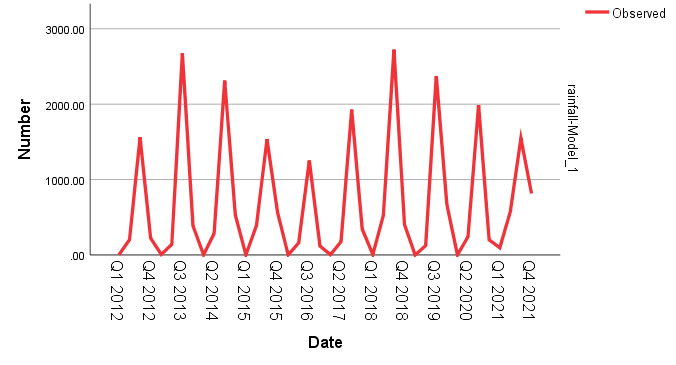 Observed
3000.00
2000.00
1000.00
.00
Number
rainfall-Model_1
Q1 2012
Q4 2012
Q3 2013
Q2 2014
Q1 2015
Q4 2015
Q3 2016
Q2 2017
Q1 2018
Q4 2018
Q3 2019
Q2 2020
Q1 2021
Q4 2021
Date